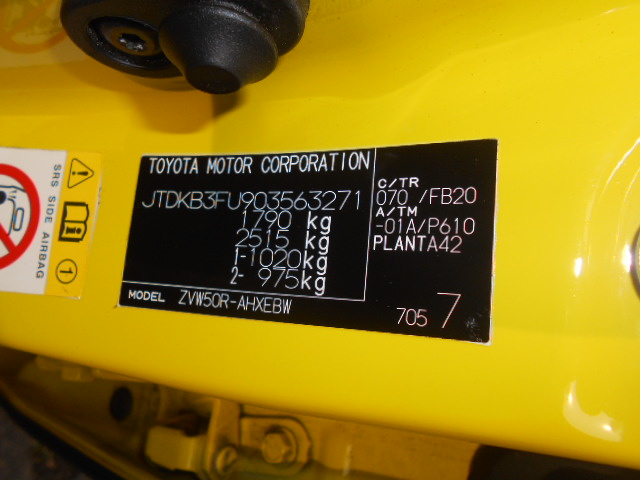 TOYOTA MOTOR CORPORATION
JTDKB3FU903563271
1790 kg
2515 kg
1-1020kg
2- 975kg
MODEL ZVW50R-AHXEBW
C/TR
070 /FB20
A/TM
-01A/P610
PLANTA42
705 7
SRS SIDE AIRBAG
1